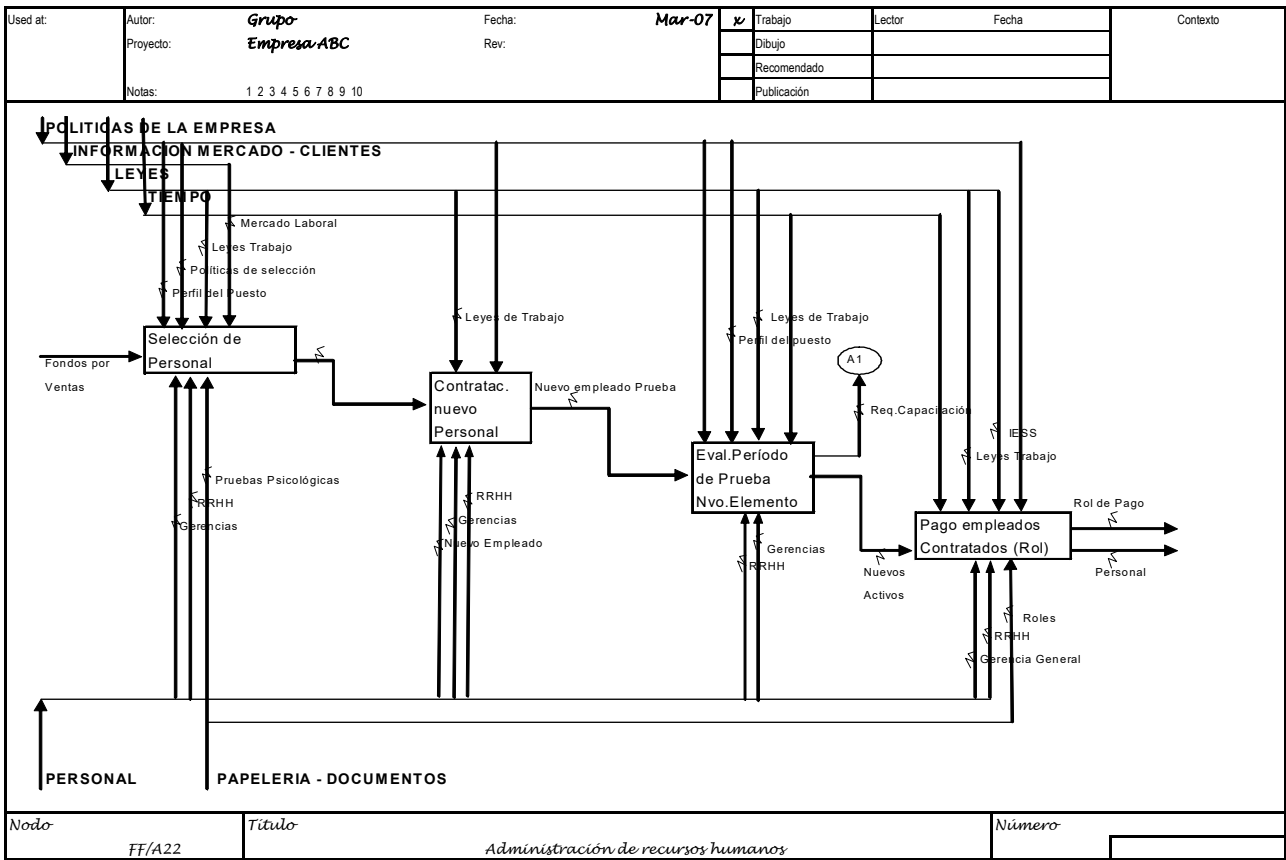 Used at:
Autor: Grupo Fecha: Mar-07 x Trabajo Lector Fecha Contexto
Proyecto: Empresa ABC Rev: Dibujo
Recomendado
Notas: 1 2 3 4 5 6 7 8 9 10 Publicación
POLITICAS DE LA EMPRESA
INFORMACION MERCADO - CLIENTES
LEYES
TIEMPO
Mercado Laboral
Leyes Trabajo
Políticas de selección
Perfil del Puesto
Selección de
Personal
Fondos por
Ventas
Leyes de Trabajo
Contratac.
nuevo
Personal
Nuevo empleado Prueba
Leyes de Trabajo
Perfil del puesto
A1
Req.Capacitación
Eval.Período
de Prueba
Nvo.Elemento
IESS
Leyes Trabajo
Pago empleados
Contratados (Rol)
Rol de Pago
Personal
Pruebas Psicológicas
RRHH
Gerencias
RRHH
Gerencias
Nuevo Empleado
Gerencias
RRHH
Nuevos
Activos
Roles
RRHH
Gerencia General
PERSONAL
PAPELERIA - DOCUMENTOS
Nodo Título Número
FF/A22 Administración de recursos humanos